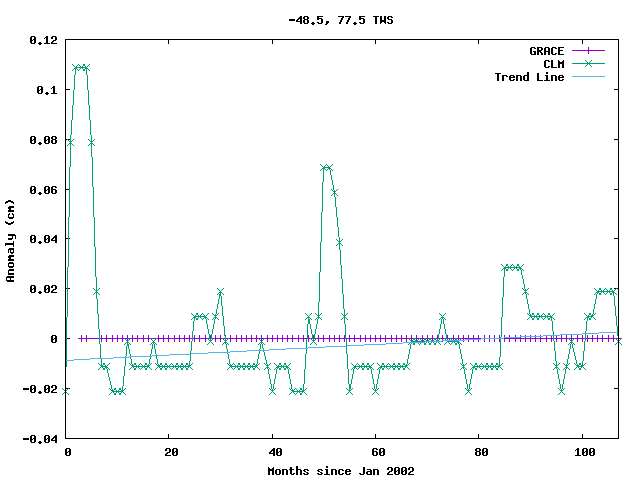 -48.5, 77.5 TWS
0.12
0.1
0.08
0.06
0.04
0.02
0
-0.02
-0.04
Anomaly (cm)
GRACE
CLM
Trend Line
0 20 40 60 80 100
Months since Jan 2002